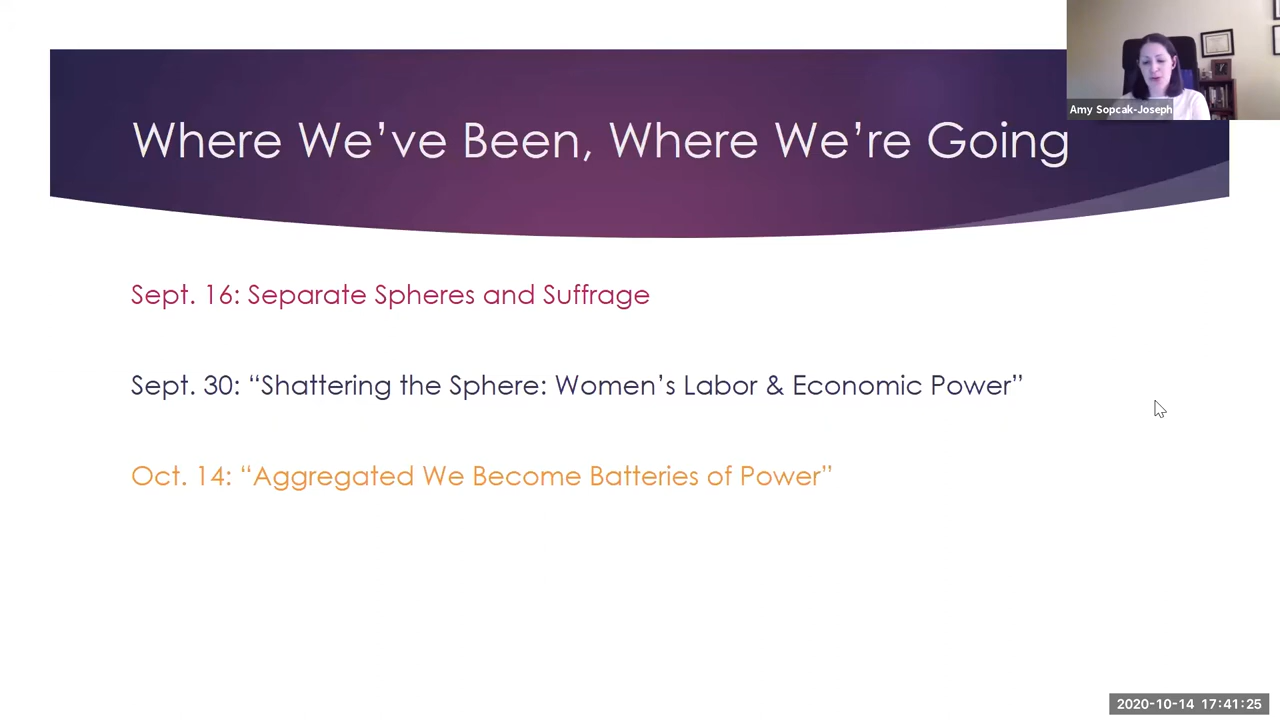 Where We’ve Been, Where We’re Going
Amy Sopcak-Joseph
Sept. 16: Separate Spheres and Suffrage
Sept. 30: “Shattering the Sphere: Women’s Labor & Economic Power”
Oct. 14: “Aggregated We Become Batteries of Power”
2020-10-14 17:41:25